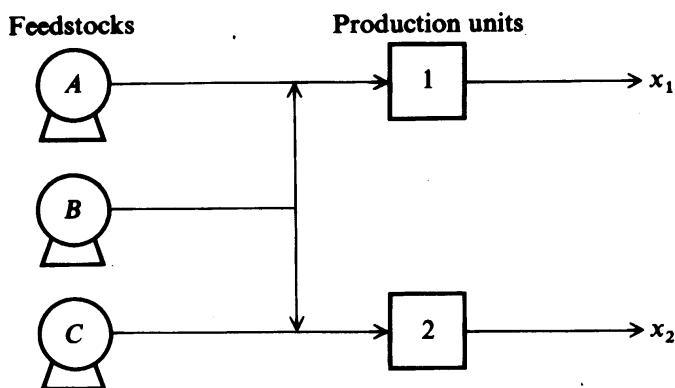 Feedstocks
Production units
A
1
x₁
B
C
2
x₂